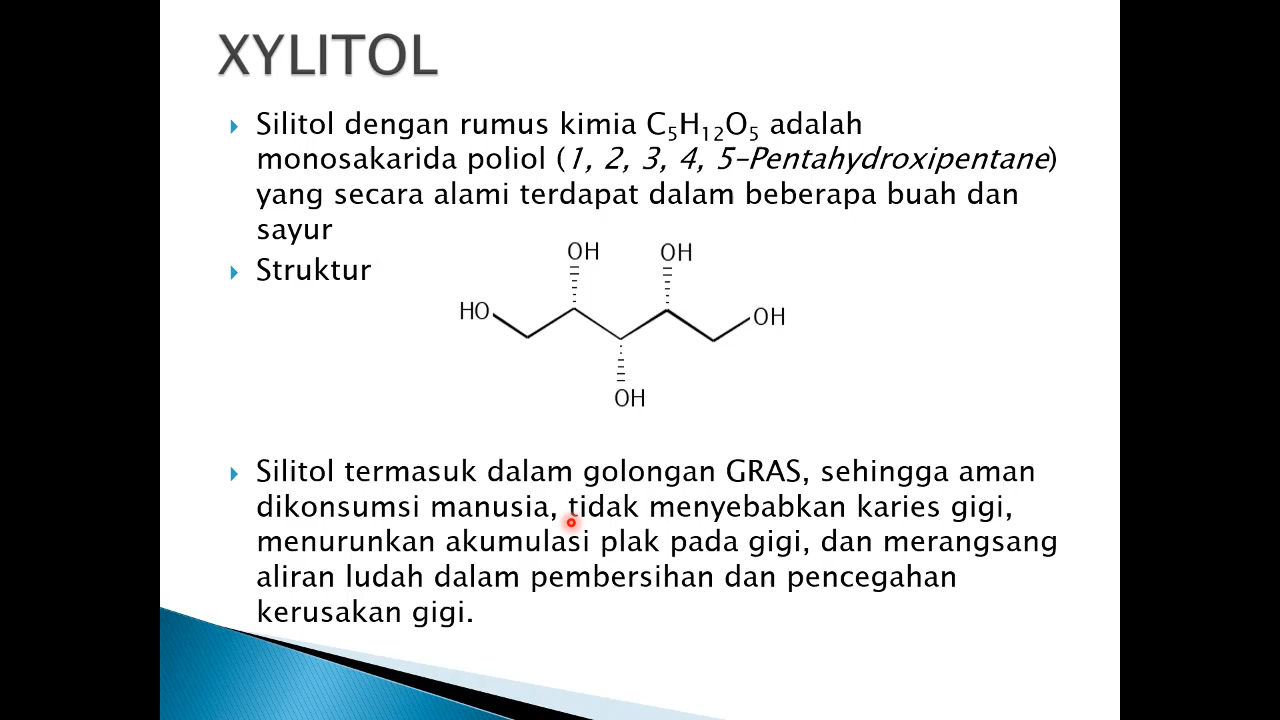 XYLITOL
Silitol dengan rumus kimia C₅H₁₂O₅ adalah
monosakarida poliol (1, 2, 3, 4, 5-Pentahydroxipentane)
yang secara alami terdapat dalam beberapa buah dan
sayur
Struktur
OH OH
HO OH
OH
Silitol termasuk dalam golongan GRAS, sehingga aman
dikonsumsi manusia, tidak menyebabkan karies gigi,
menurunkan akumulasi plak pada gigi, dan merangsang
aliran ludah dalam pembersihan dan pencegahan
kerusakan gigi.